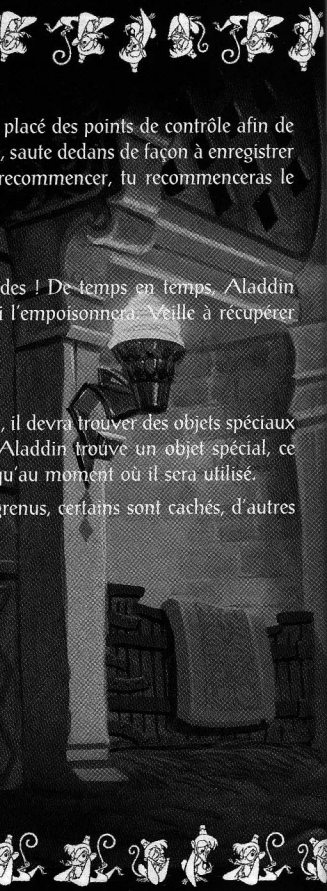 placé des points de contrôle afin de
, saute dedans de façon à enregistrer
recommencer, tu recommenceras le
des ! De temps en temps, Aladdin
i l'empoisonnera. Veille à récupérer
, il devra trouver des objets spéciaux
Aladdin trouve un objet spécial, ce
qu'au moment où il sera utilisé.
grenus, certains sont cachés, d'autres